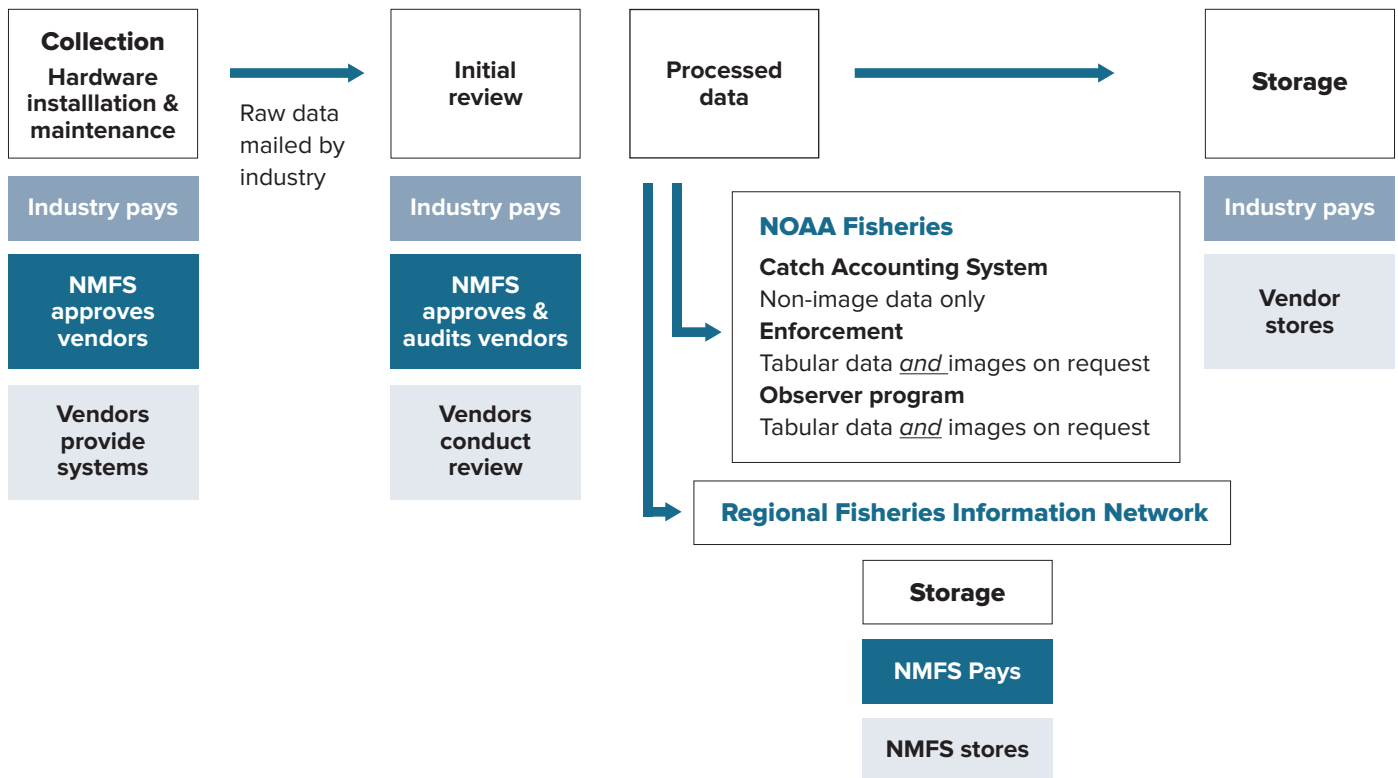 Collection
Hardware
installlation &
maintenance
Industry pays
NMFS
approves
vendors
Vendors
provide
systems
Raw data
mailed by
industry
Initial
review
Industry pays
NMFS
approves &
audits vendors
Vendors
conduct
review
Processed
data
NOAA Fisheries
Catch Accounting System
Non-image data only
Enforcement
Tabular data and images on request
Observer program
Tabular data and images on request
Regional Fisheries Information Network
Storage
NMFS Pays
NMFS stores
Storage
Industry pays
Vendor
stores